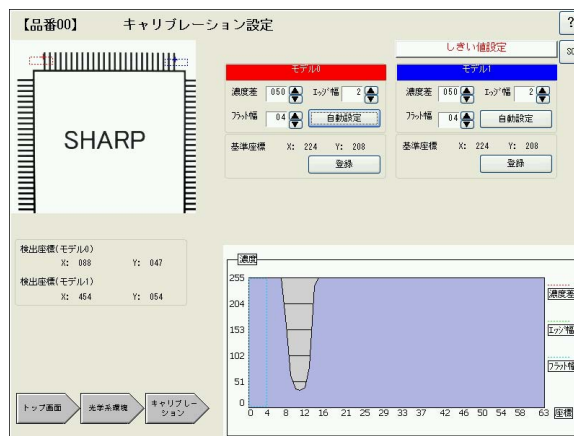 【品番00】 キャリブレーション設定 ?
しきい値設定
モデル0 モデル1
濃度差 050 エッジ幅 2 濃度差 050 エッジ幅 2
フラット幅 04 自動設定 フラット幅 04 自動設定
基準座標 X: 224 Y: 208 基準座標 X: 224 Y: 208
登録 登録
SHARP
検出座標(モデル0)
X: 088 Y: 047
検出座標(モデル1)
X: 454 Y: 054
濃度
255
204
153
102
51
0
0 4 8 12 16 21 25 29 33 37 42 46 50 54 58 63 座標
濃度差
エッジ幅
フラット幅
トップ画面 光学系環境 キャリブレーション